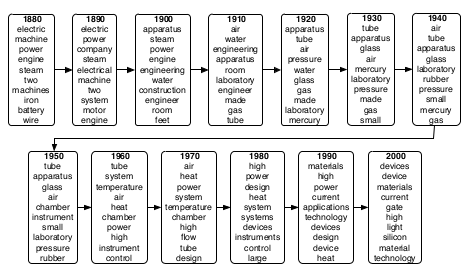 1880
electric
machine
power
engine
steam
two
machines
iron
battery
wire
1890
electric
power
company
steam
electrical
machine
two
system
motor
engine
1900
apparatus
steam
power
engine
engineering
water
construction
engineer
room
feet
1910
air
water
engineering
apparatus
room
laboratory
engineer
made
gas
tube
1920
apparatus
tube
air
pressure
water
glass
gas
made
laboratory
mercury
1930
tube
apparatus
glass
air
mercury
laboratory
pressure
made
gas
small
1940
air
tube
apparatus
glass
laboratory
rubber
pressure
small
mercury
gas
1950
tube
apparatus
glass
air
chamber
instrument
small
laboratory
pressure
rubber
1960
tube
system
temperature
air
heat
chamber
power
high
instrument
control
1970
air
heat
power
system
temperature
chamber
high
flow
tube
design
1980
high
power
design
heat
system
systems
devices
instruments
control
large
1990
materials
high
power
current
applications
technology
devices
design
device
heat
2000
devices
device
materials
current
gate
high
light
silicon
material
technology